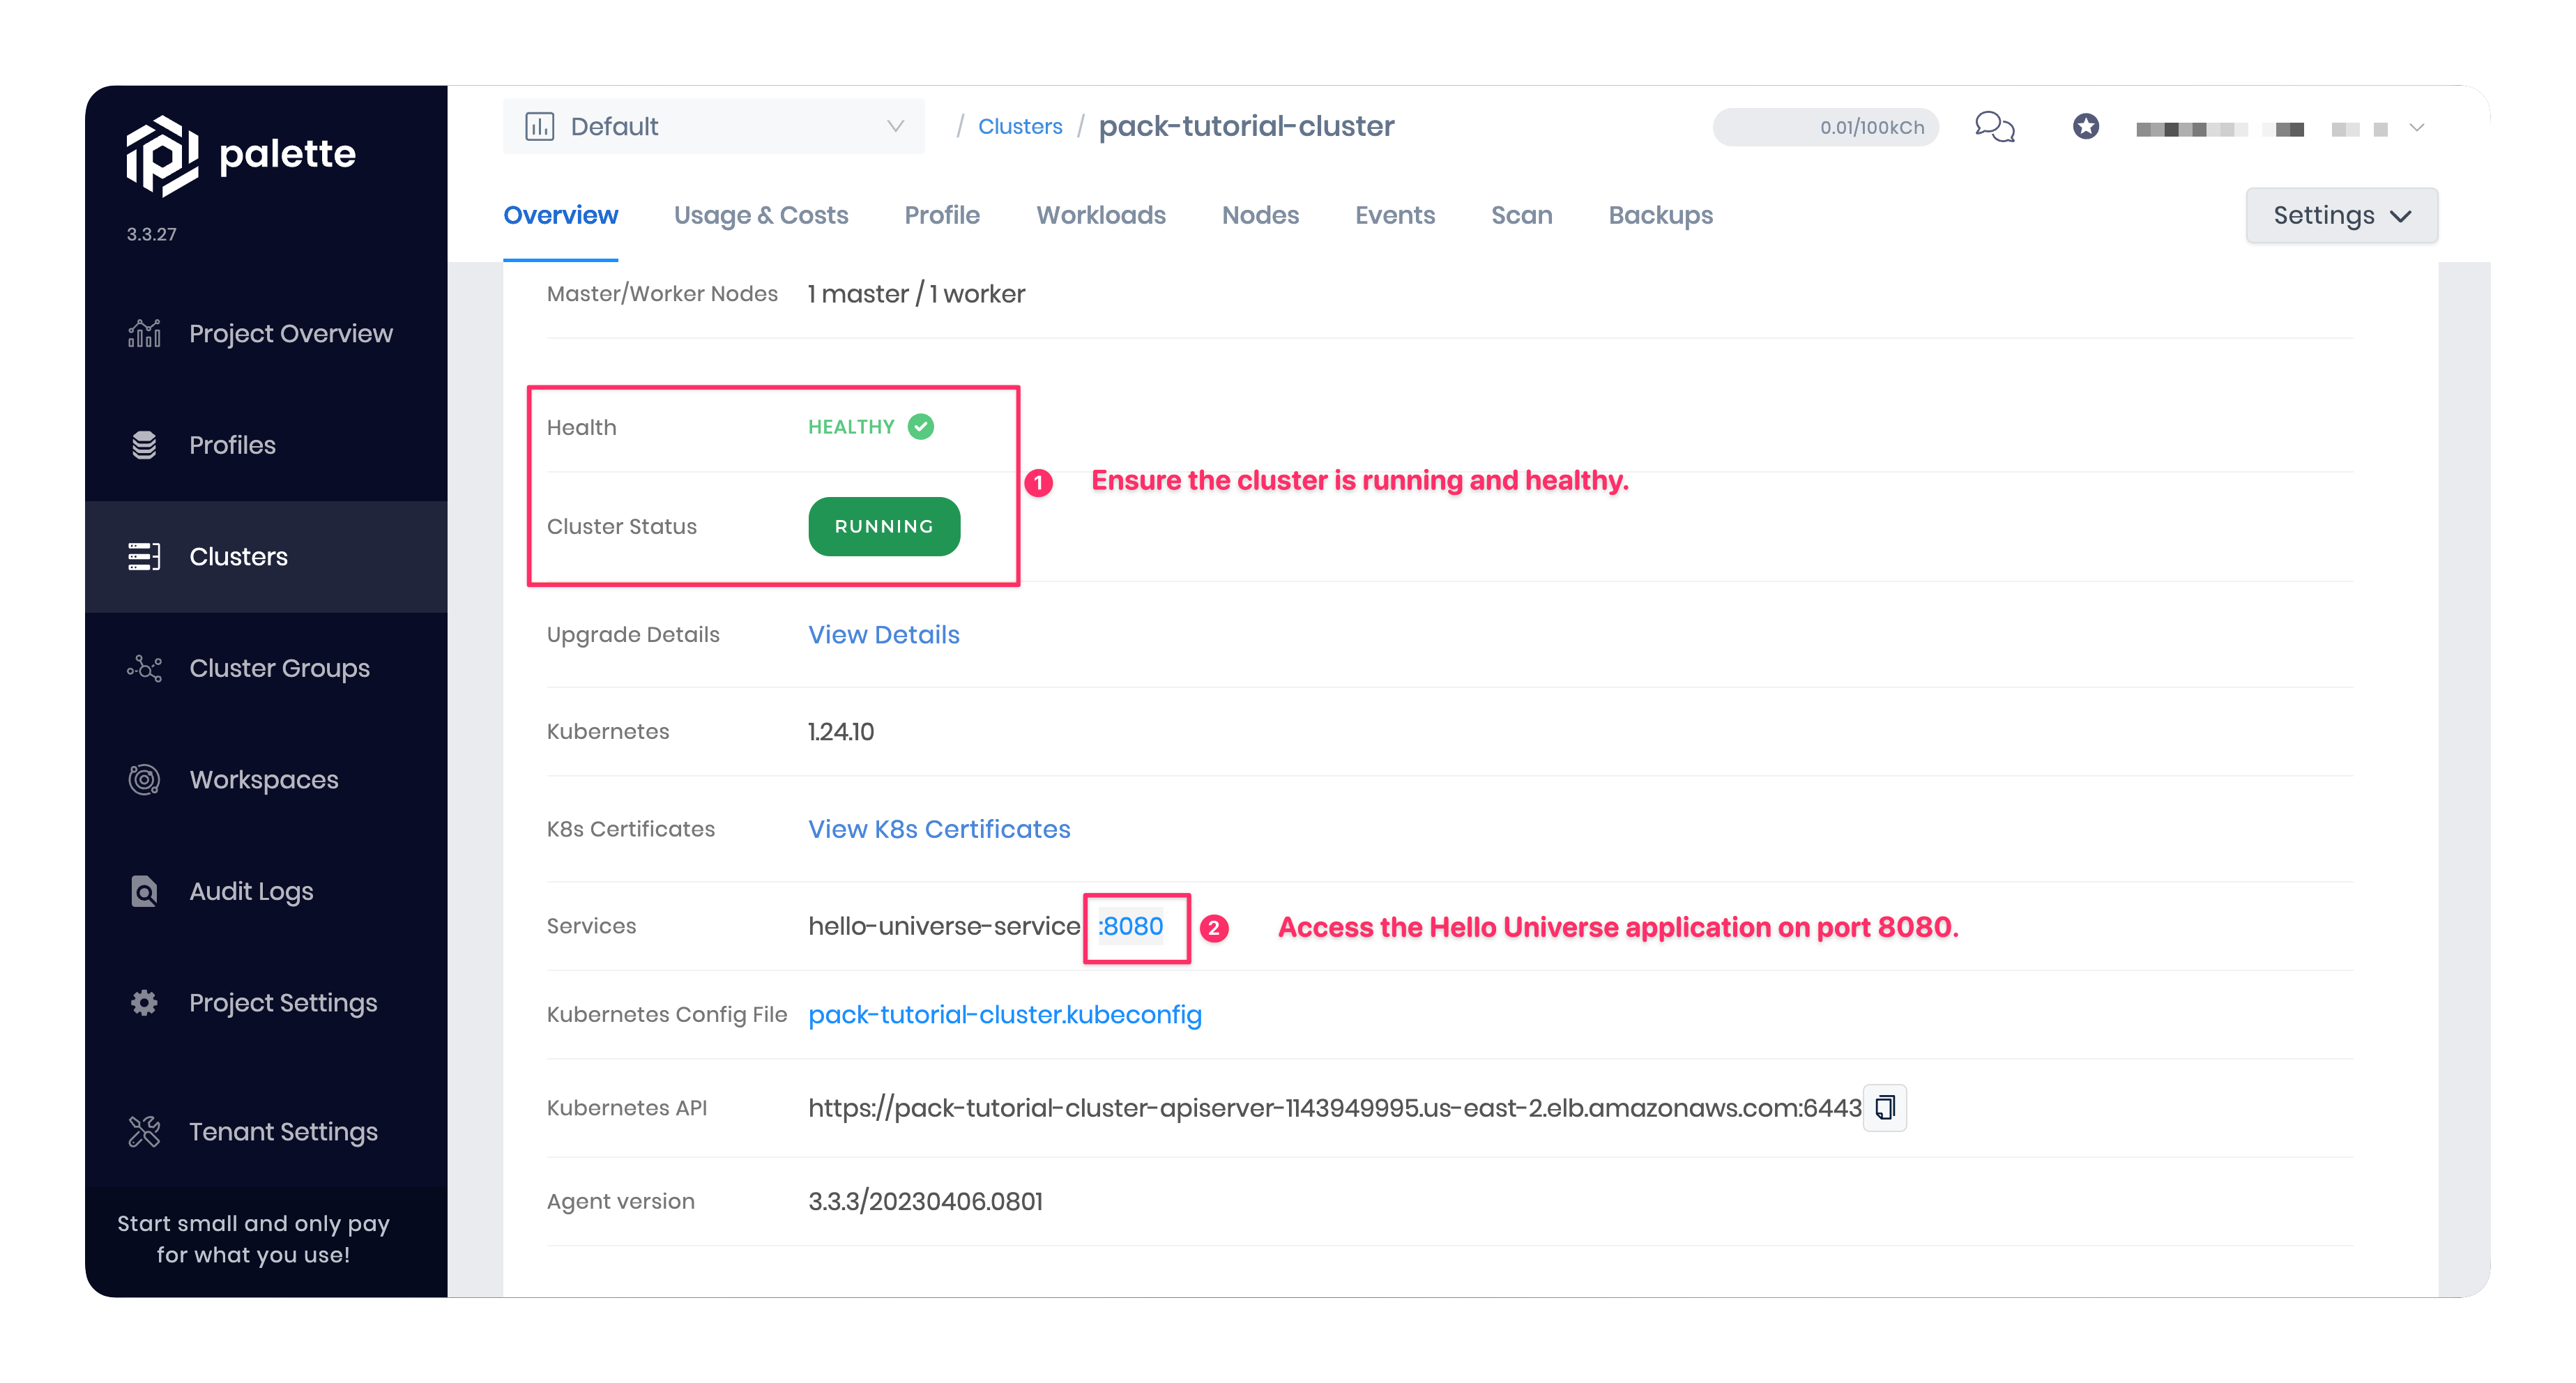 palette
3.3.27
Project Overview
Profiles
Clusters
Cluster Groups
Workspaces
Audit Logs
Project Settings
Tenant Settings
Start small and only pay
for what you use!
Default / Clusters / pack-tutorial-cluster 0.01/100kCh
Overview Usage & Costs Profile Workloads Nodes Events Scan Backups Settings
Master/Worker Nodes 1 master / 1 worker
Health HEALTHY
1 Ensure the cluster is running and healthy.
Cluster Status RUNNING
Upgrade Details View Details
Kubernetes 1.24.10
K8s Certificates View K8s Certificates
Services hello-universe-service :8080 2 Access the Hello Universe application on port 8080.
Kubernetes Config File pack-tutorial-cluster.kubeconfig
Kubernetes API https://pack-tutorial-cluster-apiserver-1143949995.us-east-2.elb.amazonaws.com:6443
Agent version 3.3.3/20230406.0801